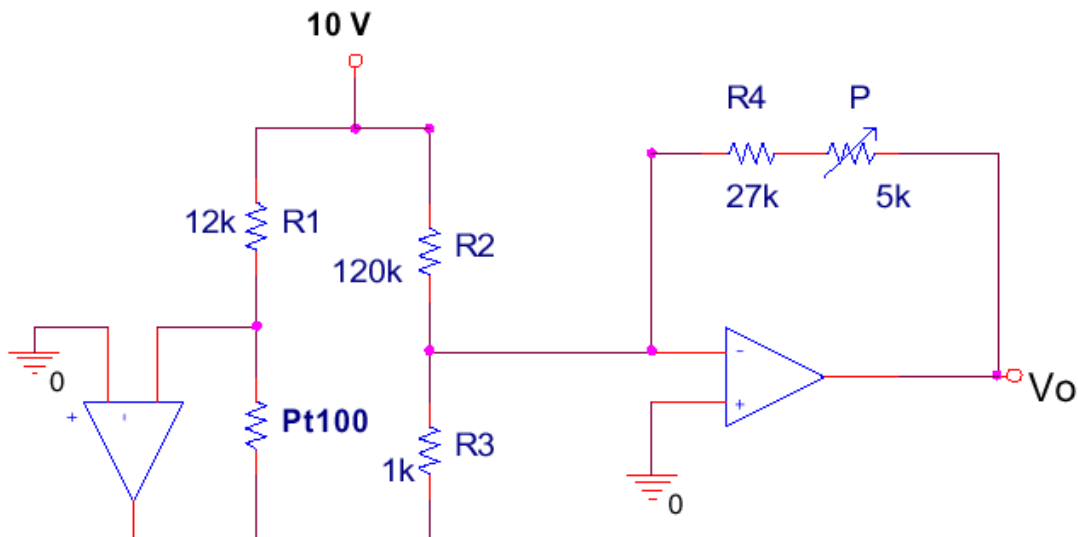 10 V
R4 P
27k 5k
12k R1
R2
120k
-
+
0
+ -
Pt100
R3
1k
Vo
0